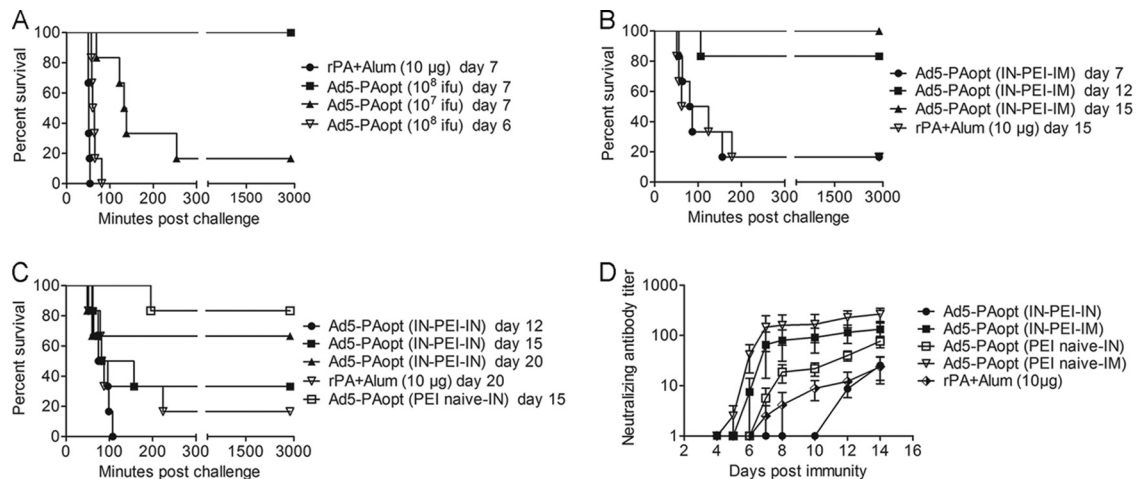 A
Percent survival
100
80
60
40
20
0
0 100 200 300 1500 3000
Minutes post challenge
rPA+Alum (10 µg) day 7
Ad5-PAopt (10⁸ ifu) day 7
Ad5-PAopt (10⁷ ifu) day 7
Ad5-PAopt (10⁸ ifu) day 6
B
Percent survival
100
80
60
40
20
0
0 100 200 300 1500 3000
Minutes post challenge
Ad5-PAopt (IN-PEI-IM) day 7
Ad5-PAopt (IN-PEI-IM) day 12
Ad5-PAopt (IN-PEI-IM) day 15
rPA+Alum (10 µg) day 15
C
Percent survival
100
80
60
40
20
0
0 100 200 300 1500 3000
Minutes post challenge
Ad5-PAopt (IN-PEI-IN) day 12
Ad5-PAopt (IN-PEI-IN) day 15
Ad5-PAopt (IN-PEI-IN) day 20
rPA+Alum (10 µg) day 20
Ad5-PAopt (PEI naive-IN) day 15
D
Neutralizing antibody titer
1000
100
10
1
2 4 6 8 10 12 14 16
Days post immunity
Ad5-PAopt (IN-PEI-IN)
Ad5-PAopt (IN-PEI-IM)
Ad5-PAopt (PEI naive-IN)
Ad5-PAopt (PEI naive-IM)
rPA+Alum (10µg)